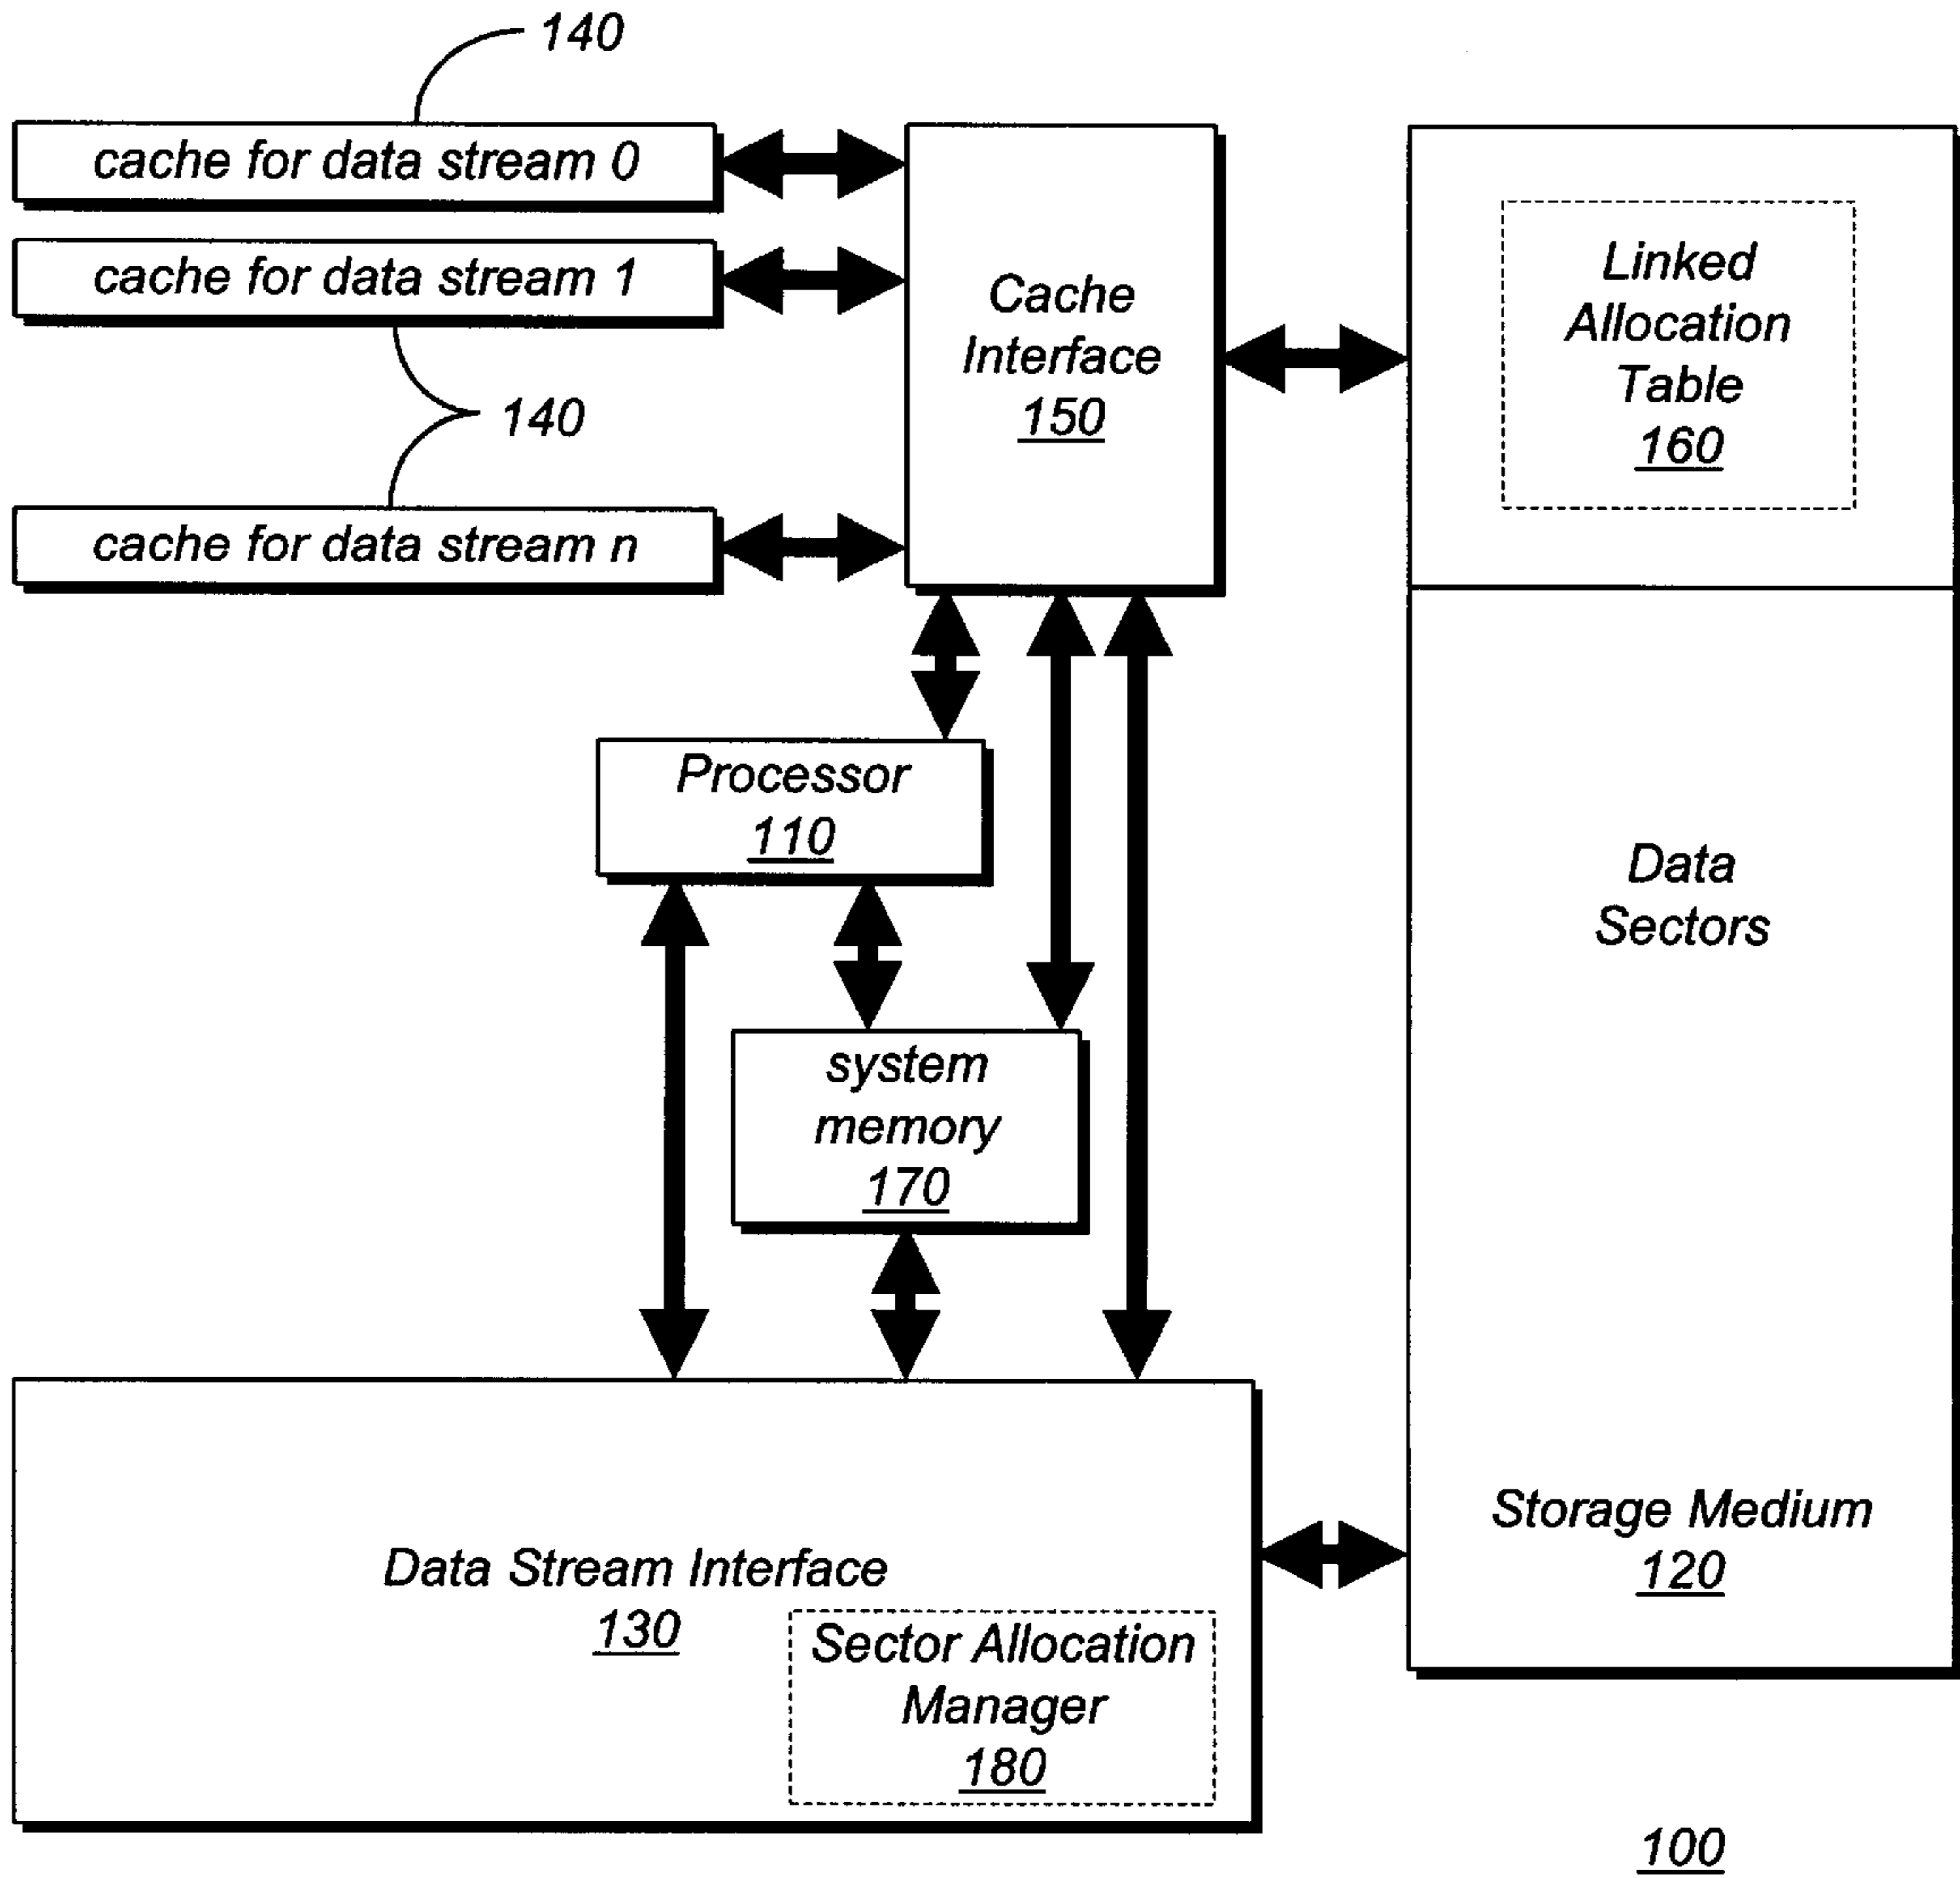 140
cache for data stream 0
cache for data stream 1
140
cache for data stream n
Cache
Interface
150
Linked
Allocation
Table
160
Processor
110
Data
Sectors
system
memory
170
Storage Medium
120
Data Stream Interface
130
Sector Allocation
Manager
180
100